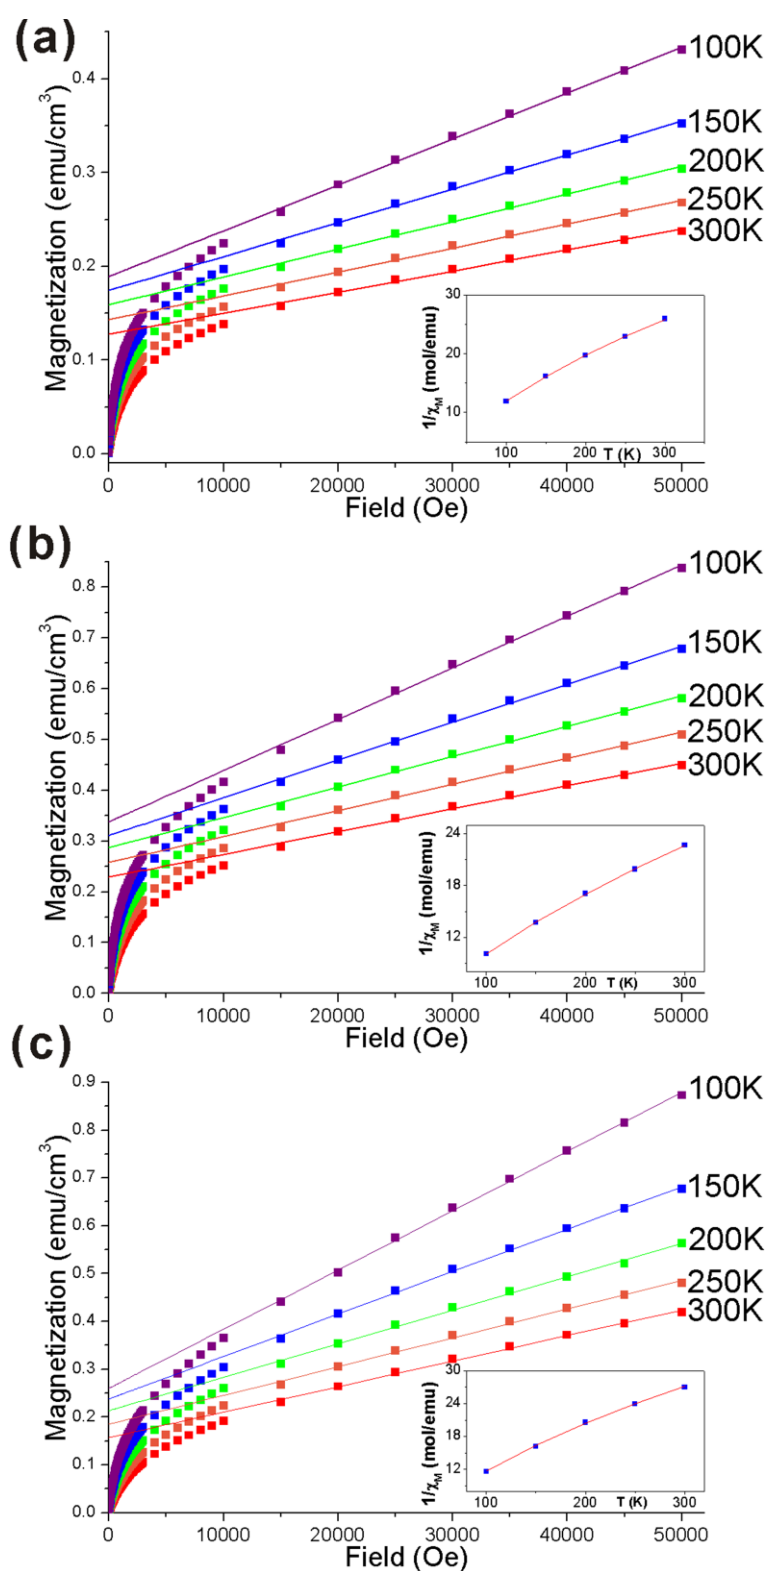 (a)
Magnetization (emu/cm³)
0.4
0.3
0.2
0.1
0.0
100K
150K
200K
250K
300K
1/χM (mol/emu)
30
20
10
100 200 T (K) 300
0 10000 20000 30000 40000 50000
Field (Oe)
(b)
Magnetization (emu/cm³)
0.8
0.7
0.6
0.5
0.4
0.3
0.2
0.1
0.0
100K
150K
200K
250K
300K
1/χM (mol/emu)
24
18
12
100 200 T (K) 300
0 10000 20000 30000 40000 50000
Field (Oe)
(c)
Magnetization (emu/cm³)
0.9
0.8
0.7
0.6
0.5
0.4
0.3
0.2
0.1
0.0
100K
150K
200K
250K
300K
1/χM (mol/emu)
30
24
18
12
100 200 T (K) 300
0 10000 20000 30000 40000 50000
Field (Oe)